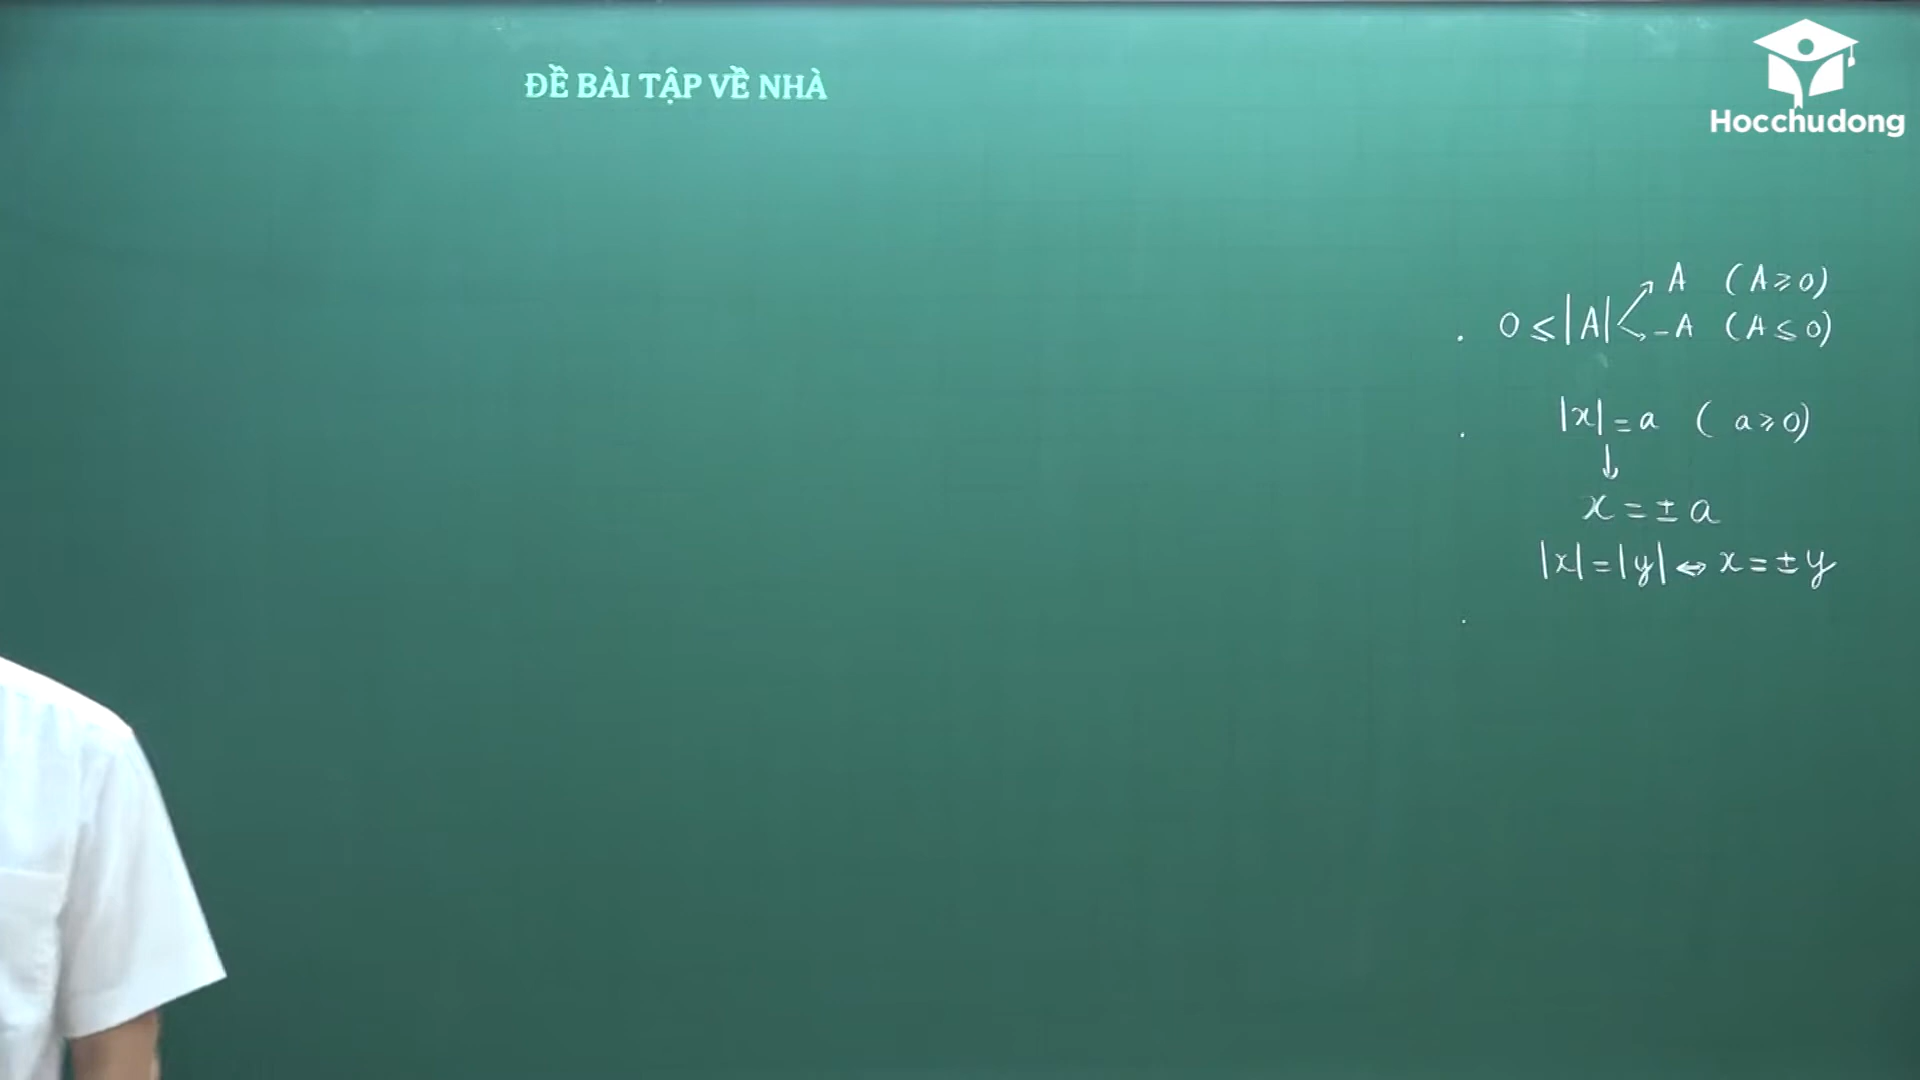 Hocchudong
ĐỀ BÀI TẬP VỀ NHÀ
A (A ≥ 0)
. 0 ≤ |A|
-A (A ≤ 0)
. |x| = a ( a ≥ 0)
↓
x = ± a
|x| = |y| ↔ x = ± y
.